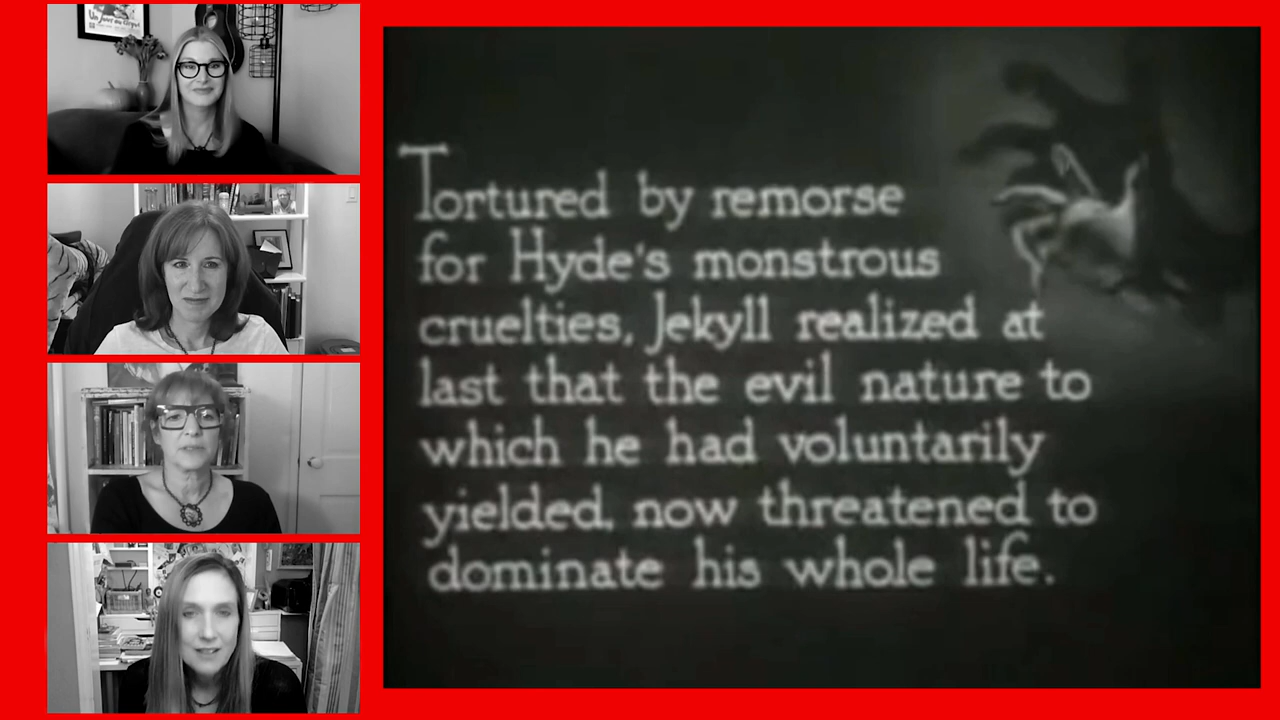 Tortured by remorse
for Hyde's monstrous
cruelties, Jekyll realized at
last that the evil nature to
which he had voluntarily
yielded, now threatened to
dominate his whole life.